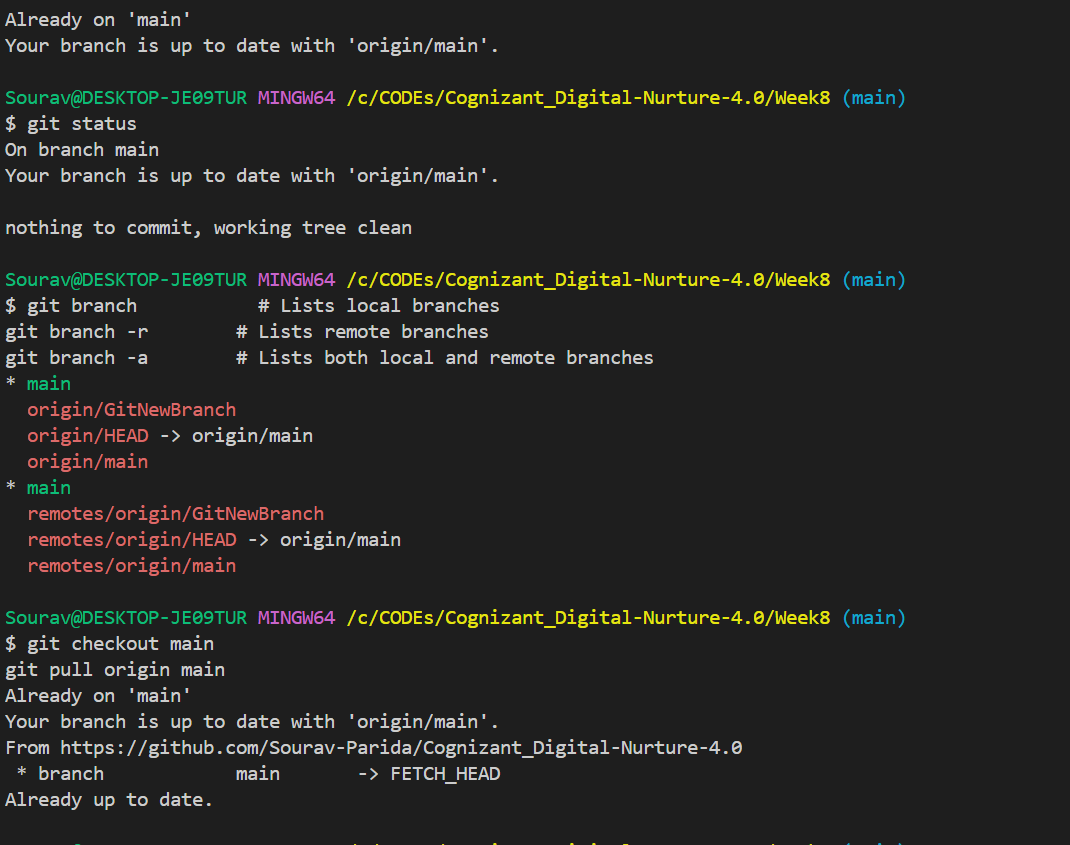 Already on 'main'
Your branch is up to date with 'origin/main'.
Sourav@DESKTOP-JE09TUR MINGW64 /c/CODEs/Cognizant_Digital-Nurture-4.0/Week8 (main)
$ git status
On branch main
Your branch is up to date with 'origin/main'.
nothing to commit, working tree clean
Sourav@DESKTOP-JE09TUR MINGW64 /c/CODEs/Cognizant_Digital-Nurture-4.0/Week8 (main)
$ git branch           # Lists local branches
git branch -r        # Lists remote branches
git branch -a        # Lists both local and remote branches
* main
  origin/GitNewBranch
  origin/HEAD -> origin/main
  origin/main
* main
  remotes/origin/GitNewBranch
  remotes/origin/HEAD -> origin/main
  remotes/origin/main
Sourav@DESKTOP-JE09TUR MINGW64 /c/CODEs/Cognizant_Digital-Nurture-4.0/Week8 (main)
$ git checkout main
git pull origin main
Already on 'main'
Your branch is up to date with 'origin/main'.
From https://github.com/Sourav-Parida/Cognizant_Digital-Nurture-4.0
 * branch            main       -> FETCH_HEAD
Already up to date.